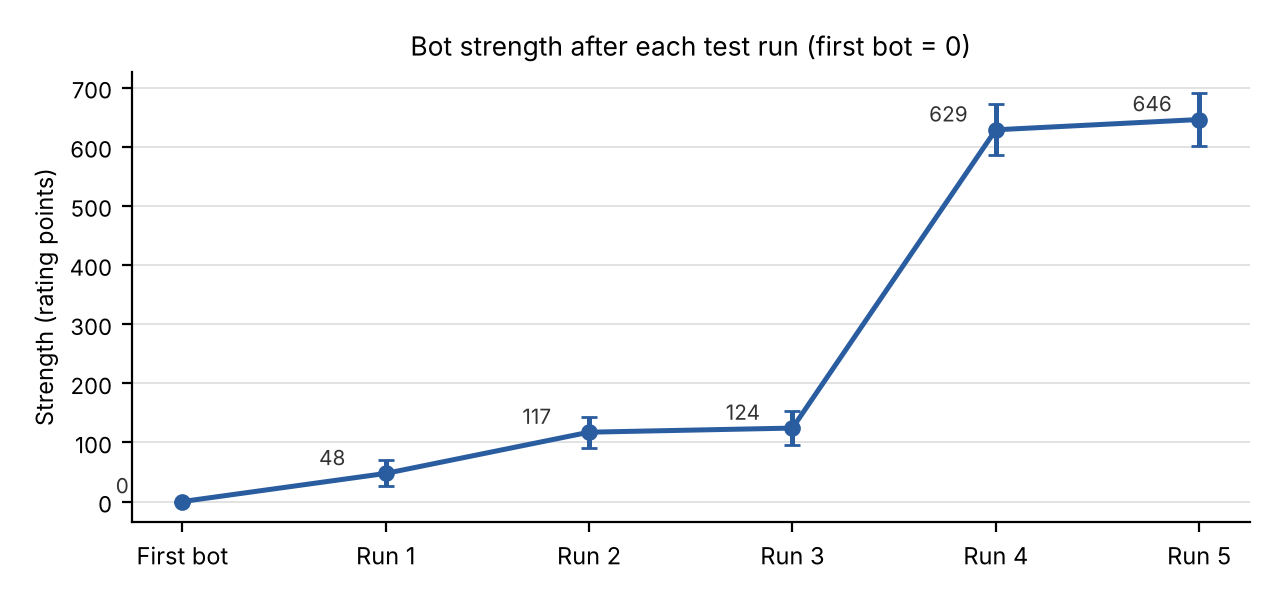 Bot strength after each test run (first bot = 0)
Strength (rating points)
700
600
500
400
300
200
100
0
0
48
117
124
629
646
First bot
Run 1
Run 2
Run 3
Run 4
Run 5